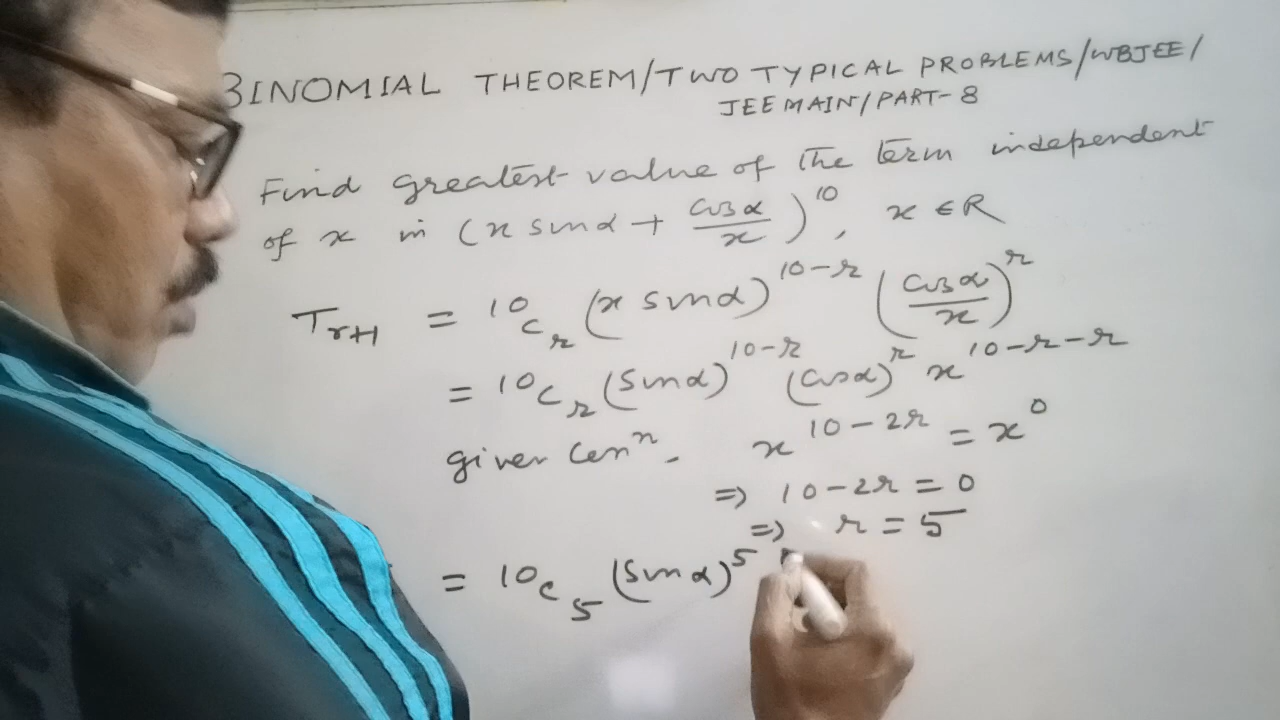 BINOMIAL THEOREM/TWO TYPICAL PROBLEMS/WBJEE/
JEE MAIN/PART-8
Find greatest value of the term independent
of x in (x sinα + cosα/x)^10, x ∈ R
T_{r+1} = ^10C_r (x sinα)^{10-r} (cosα/x)^r
= ^10C_r (sinα)^{10-r} (cosα)^r x^{10-r-r}
given con^n. x^{10-2r} = x^0
=> 10-2r = 0
=> r = 5
= ^10C_5 (sinα)^5